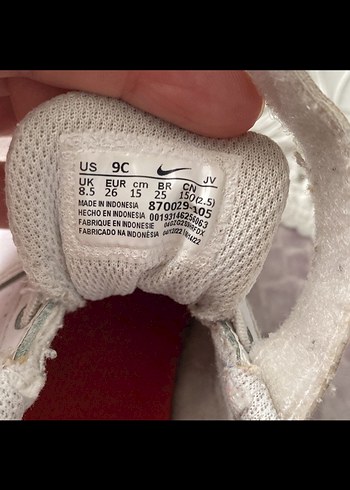 US 9C JV
UK EUR cm BR CN
8.5 26 15 25 150(2.5)
MADE IN INDONESIA 870029-105
HECHO EN INDONESIA
FABRIQUE EN INDONESIE
FABRICADO NA INDONÉSIA